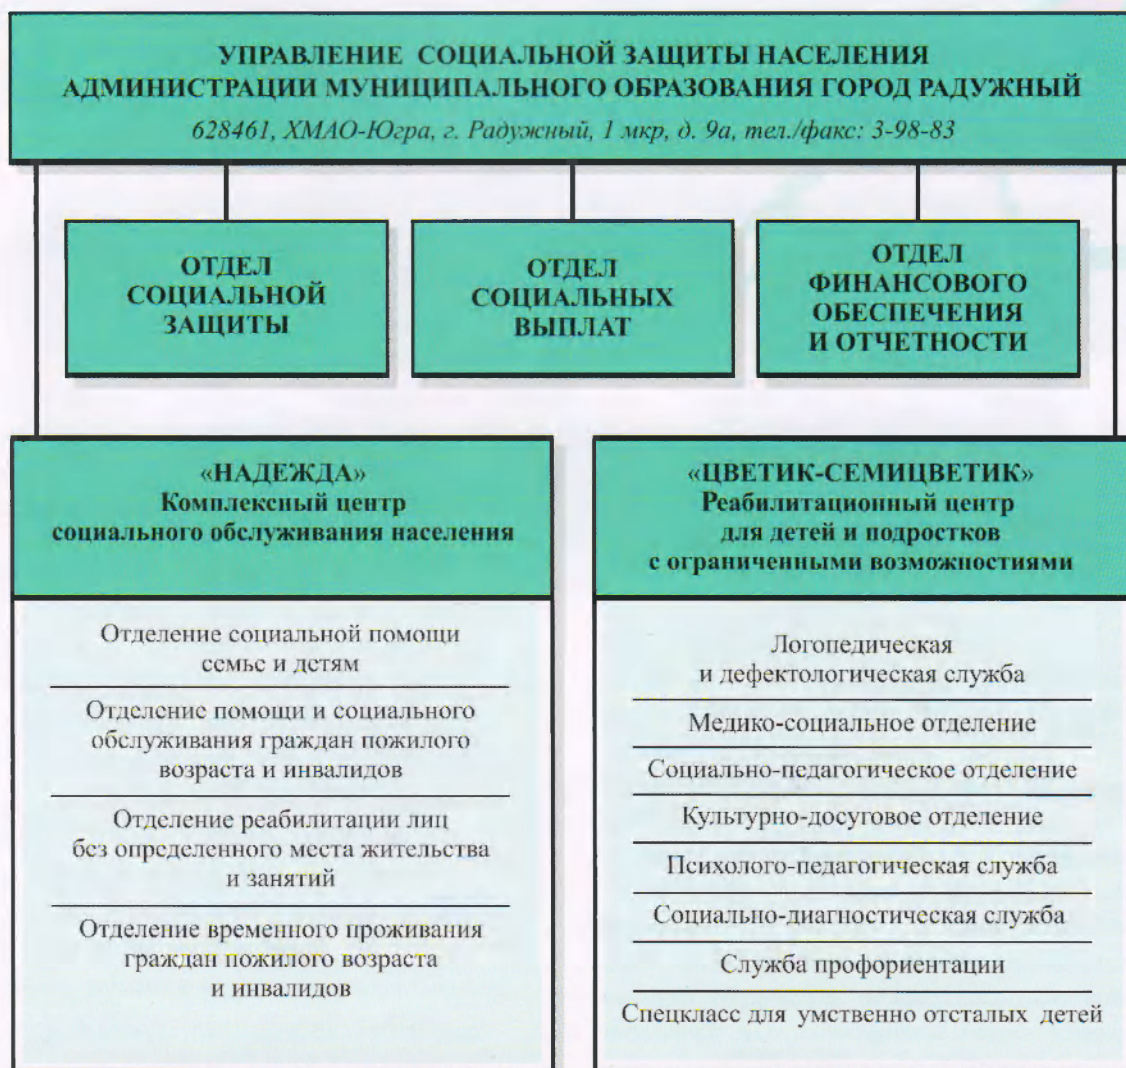 УПРАВЛЕНИЕ СОЦИАЛЬНОЙ ЗАЩИТЫ НАСЕЛЕНИЯ
АДМИНИСТРАЦИИ МУНИЦИПАЛЬНОГО ОБРАЗОВАНИЯ ГОРОД РАДУЖНЫЙ
628461, ХМАО-Югра, г. Радужный, 1 мкр, д. 9а, тел./факс: 3-98-83
ОТДЕЛ
СОЦИАЛЬНОЙ
ЗАЩИТЫ
ОТДЕЛ
СОЦИАЛЬНЫХ
ВЫПЛАТ
ОТДЕЛ
ФИНАНСОВОГО
ОБЕСПЕЧЕНИЯ
И ОТЧЕТНОСТИ
«НАДЕЖДА»
Комплексный центр
социального обслуживания населения
Отделение социальной помощи
семье и детям
Отделение помощи и социального
обслуживания граждан пожилого
возраста и инвалидов
Отделение реабилитации лиц
без определенного места жительства
и занятий
Отделение временного проживания
граждан пожилого возраста
и инвалидов
«ЦВЕТИК-СЕМИЦВЕТИК»
Реабилитационный центр
для детей и подростков
с ограниченными возможностями
Логопедическая
и дефектологическая служба
Медико-социальное отделение
Социально-педагогическое отделение
Культурно-досуговое отделение
Психолого-педагогическая служба
Социально-диагностическая служба
Служба профориентации
Спецкласс для умственно отсталых детей